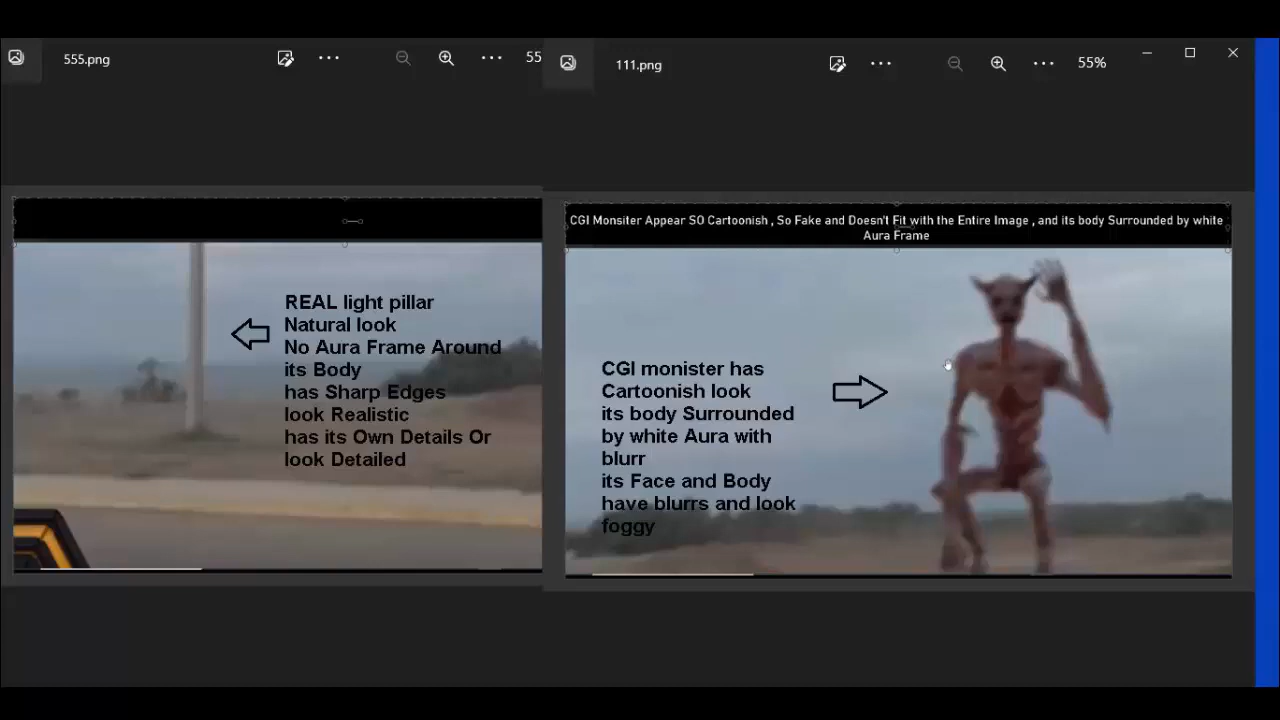 555.png
55
111.png
55%
CGI Monsiter Appear SO Cartoonish , So Fake and Doesn't Fit with the Entire Image , and its body Surrounded by white
Aura Frame
REAL light pillar
Natural look
No Aura Frame Around
its Body
has Sharp Edges
look Realistic
has its Own Details Or
look Detailed
CGI monister has
Cartoonish look
its body Surrounded
by white Aura with
blurr
its Face and Body
have blurrs and look
foggy